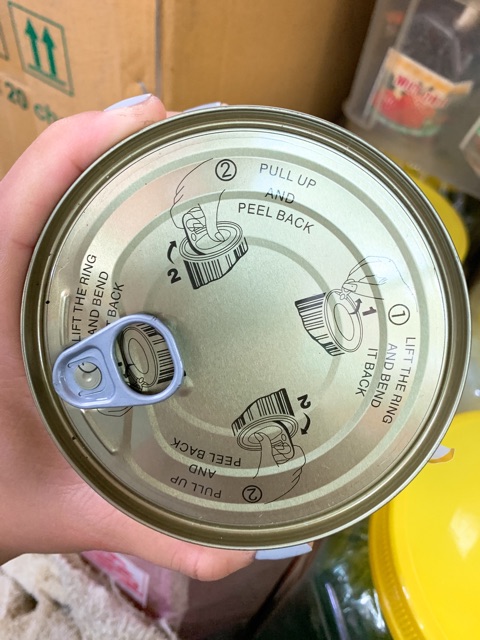 ② PULL UP
AND
PEEL BACK
2
① LIFT THE RING
AND BEND
IT BACK
1
② PULL UP
AND
PEEL BACK
2
LIFT THE RING
AND BEND
BACK
20